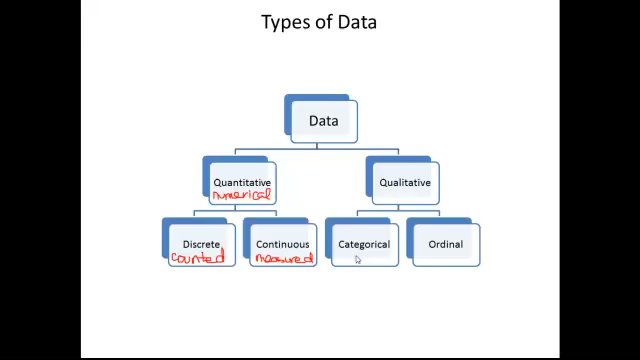 Types of Data
Data
Quantitative
numerical
Qualitative
Discrete
counted
Continuous
measured
Categorical
Ordinal